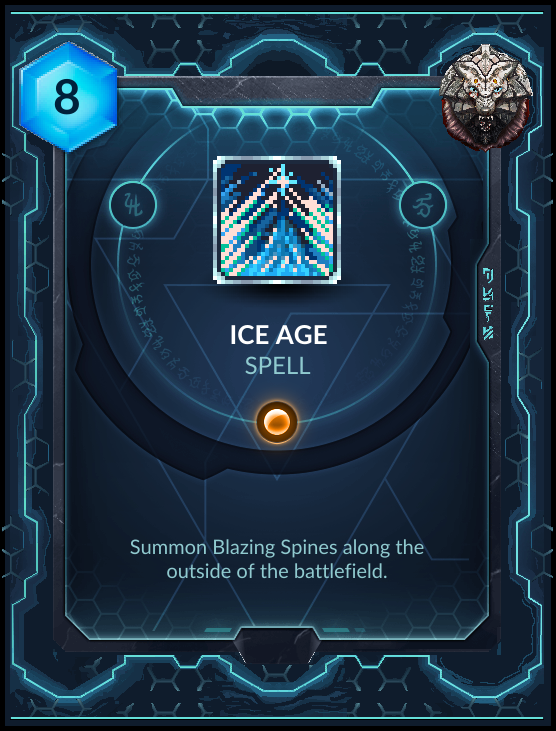 8
ICE AGE
SPELL
Summon Blazing Spines along the
outside of the battlefield.